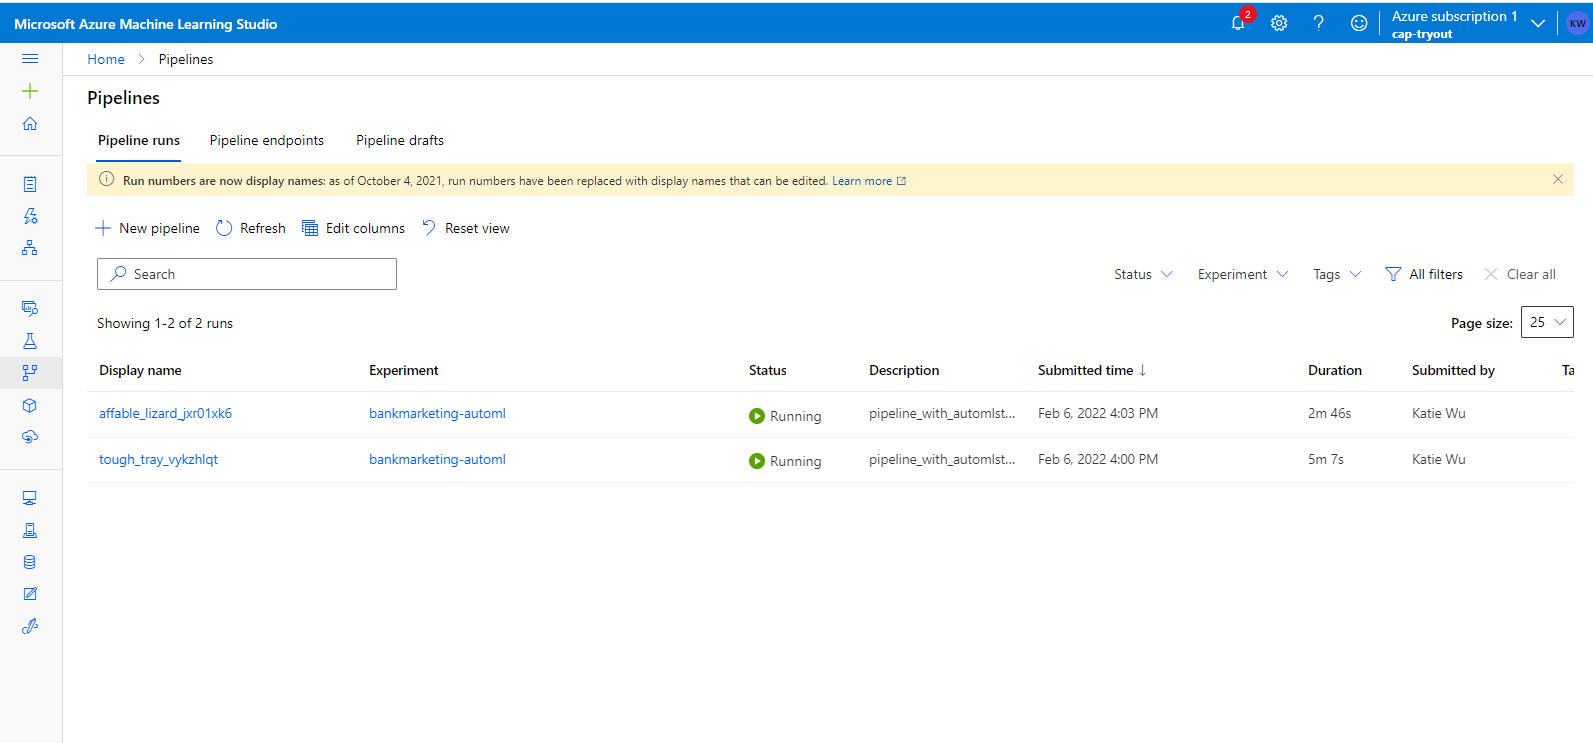 Microsoft Azure Machine Learning Studio
2
Azure subscription 1
cap-tryout
KW
Home > Pipelines
Pipelines
Pipeline runs Pipeline endpoints Pipeline drafts
Run numbers are now display names: as of October 4, 2021, run numbers have been replaced with display names that can be edited. Learn more
New pipeline Refresh Edit columns Reset view
Search Status Experiment Tags All filters Clear all
Showing 1-2 of 2 runs Page size: 25
Display name Experiment Status Description Submitted time ↓ Duration Submitted by Ta
affable_lizard_jxr01xk6 bankmarketing-automl Running pipeline_with_automlst... Feb 6, 2022 4:03 PM 2m 46s Katie Wu
tough_tray_vykzhlqt bankmarketing-automl Running pipeline_with_automlst... Feb 6, 2022 4:00 PM 5m 7s Katie Wu